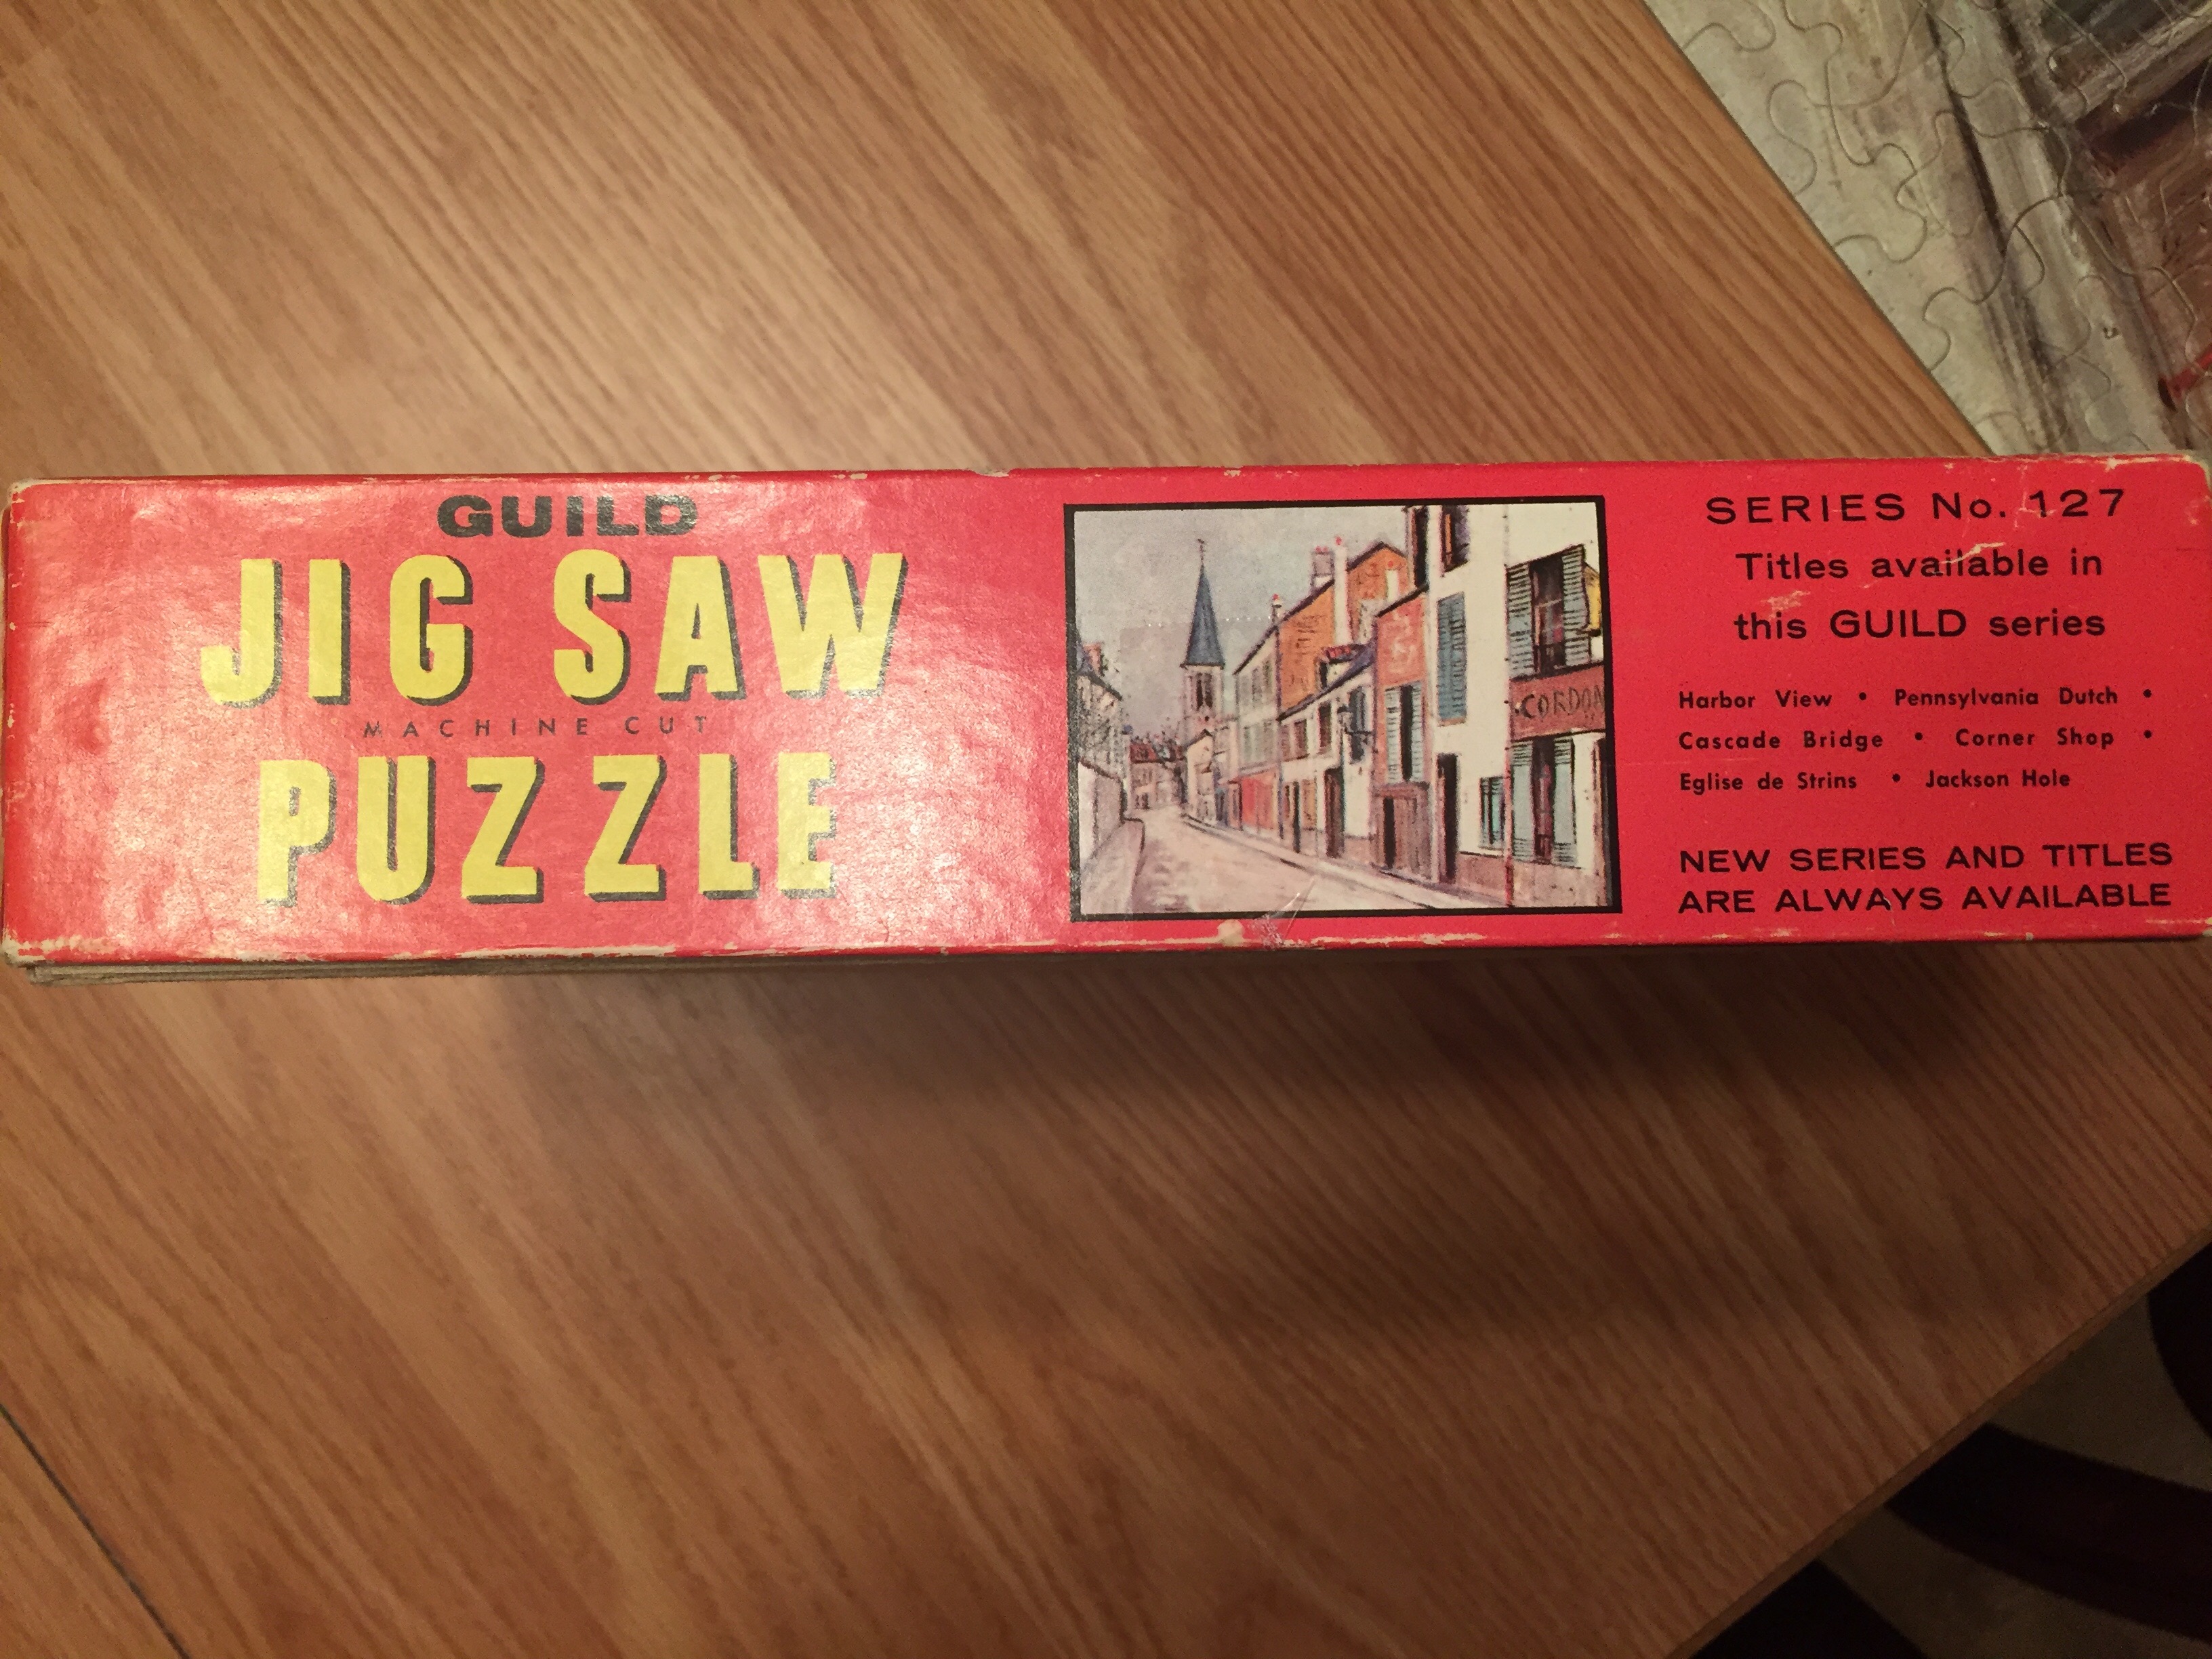 GUILD
JIG SAW
MACHINE CUT
PUZZLE
CORDON
SERIES No. 127
Titles available in
this GUILD series
Harbor View • Pennsylvania Dutch •
Cascade Bridge • Corner Shop •
Eglise de Strins • Jackson Hole
NEW SERIES AND TITLES
ARE ALWAYS AVAILABLE